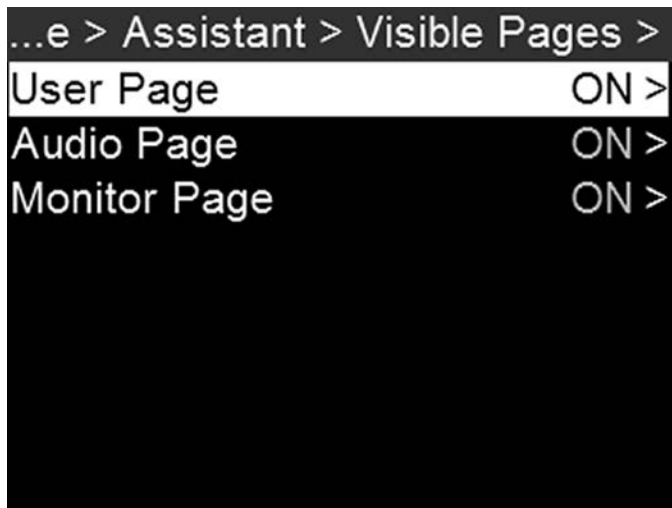 ...e > Assistant > Visible Pages >
User Page ON >
Audio Page ON >
Monitor Page ON >